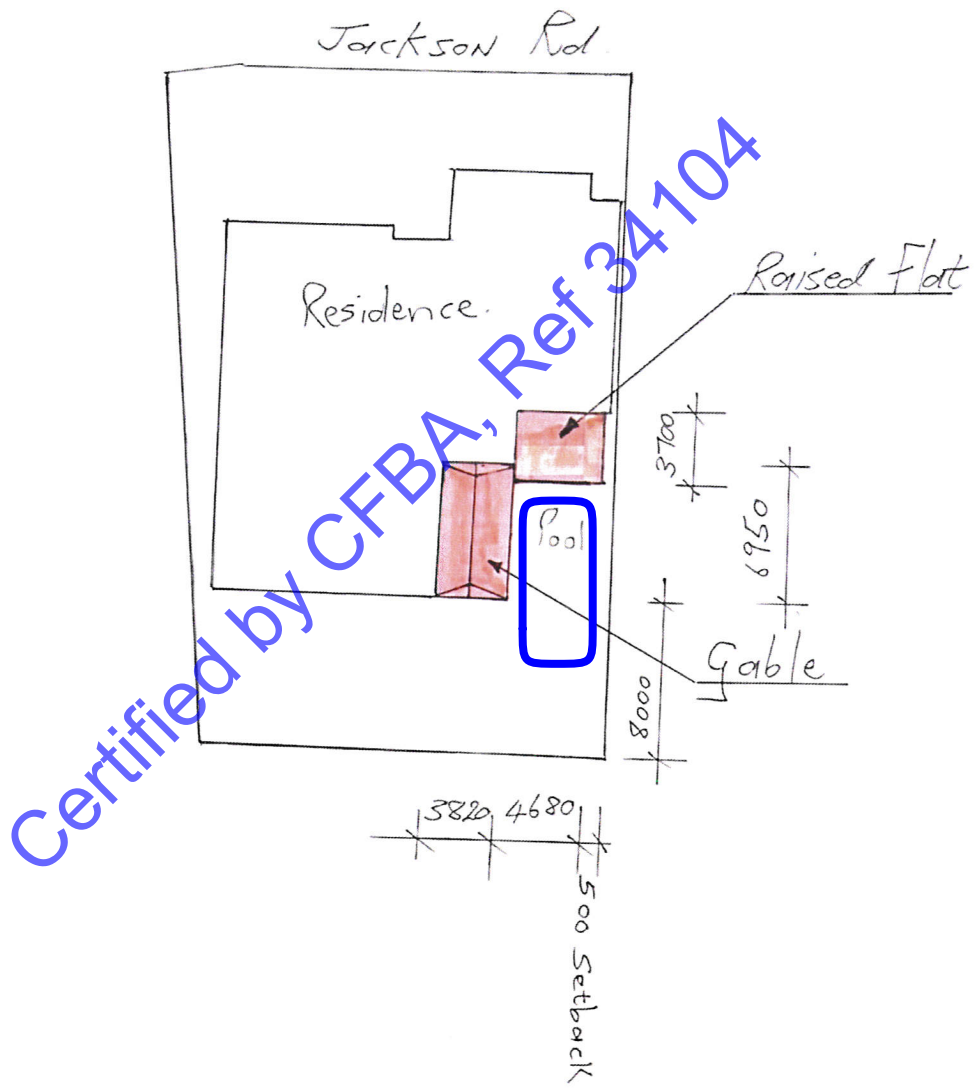 Jackson Rd.
Raised Flat
Residence.
3700
6950
Pool
Gable
8000
3820 4680
500 Setback
Certified by CFBA, Ref 34104